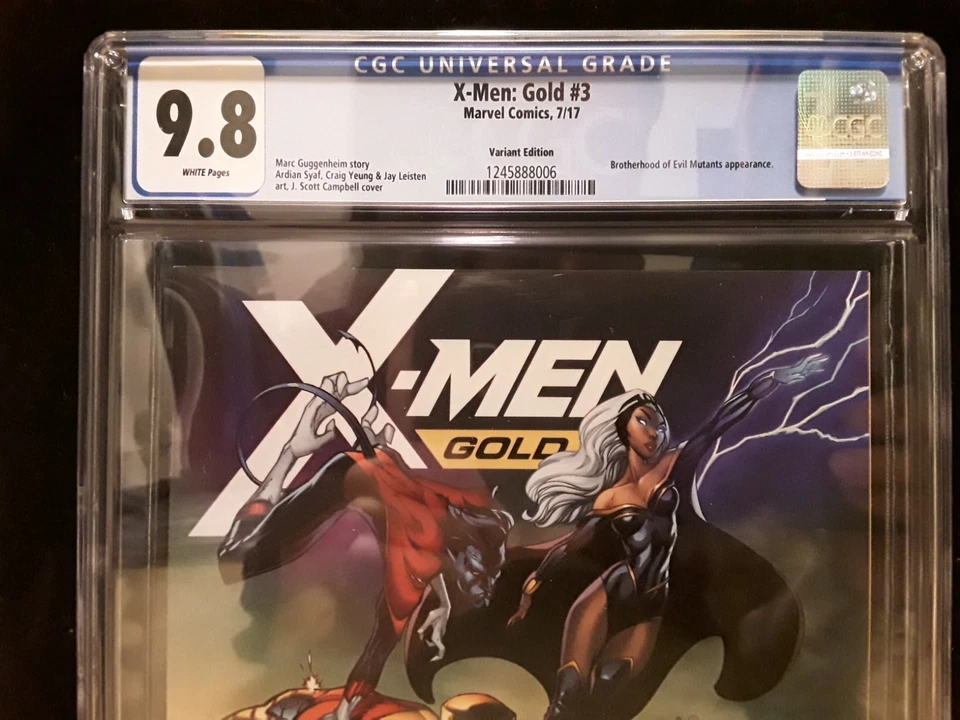 CGC UNIVERSAL GRADE
9.8
WHITE Pages
X-Men: Gold #3
Marvel Comics, 7/17
Variant Edition
1245888006
Marc Guggenheim story
Ardian Syaf, Craig Yeung & Jay Leisten
art, J. Scott Campbell cover
Brotherhood of Evil Mutants appearance.
CGC
X-MEN
GOLD